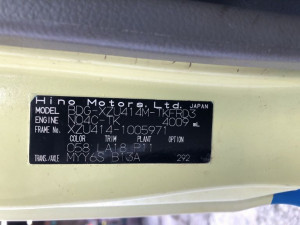 Hino Motors, Ltd. JAPAN
MODEL BDG-XZU414M-TKFRD3
ENGINE N04C-TK 4009 mL
FRAME No. XZU414-1005971
COLOR TRIM PLANT
058 LA18 P11
TRANS./AXLE MYY6S B13A 292